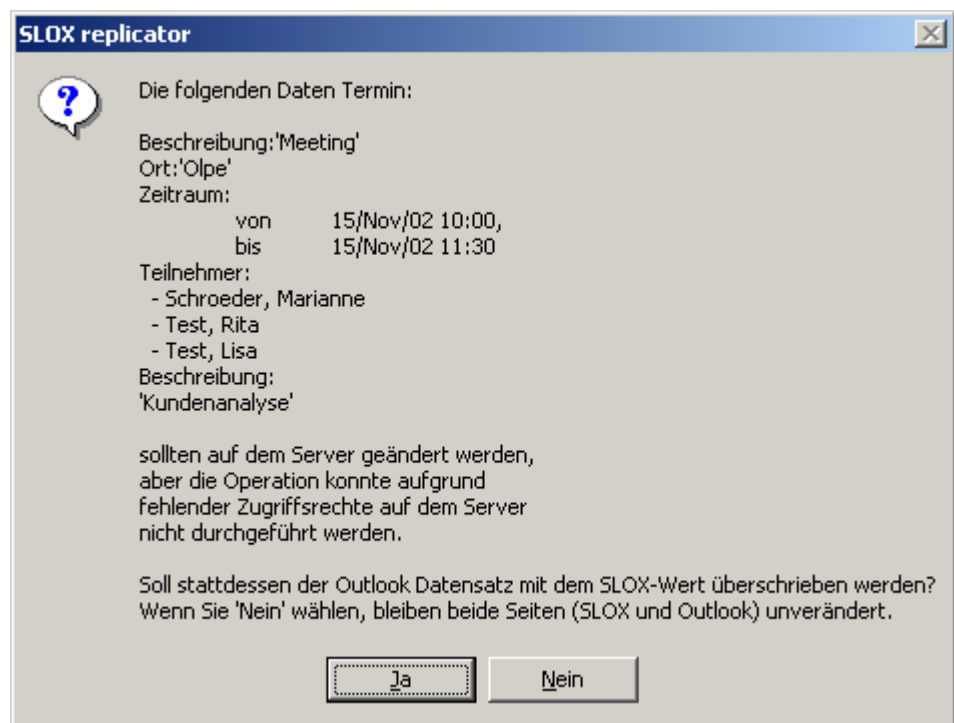 SLOX replicator
Die folgenden Daten Termin:
Beschreibung:'Meeting'
Ort:'Olpe'
Zeitraum:
von 15/Nov/02 10:00,
bis 15/Nov/02 11:30
Teilnehmer:
- Schroeder, Marianne
- Test, Rita
- Test, Lisa
Beschreibung:
'Kundenanalyse'
sollten auf dem Server geändert werden,
aber die Operation konnte aufgrund
fehlender Zugriffsrechte auf dem Server
nicht durchgeführt werden.
Soll stattdessen der Outlook Datensatz mit dem SLOX-Wert überschrieben werden?
Wenn Sie 'Nein' wählen, bleiben beide Seiten (SLOX und Outlook) unverändert.
Ja Nein